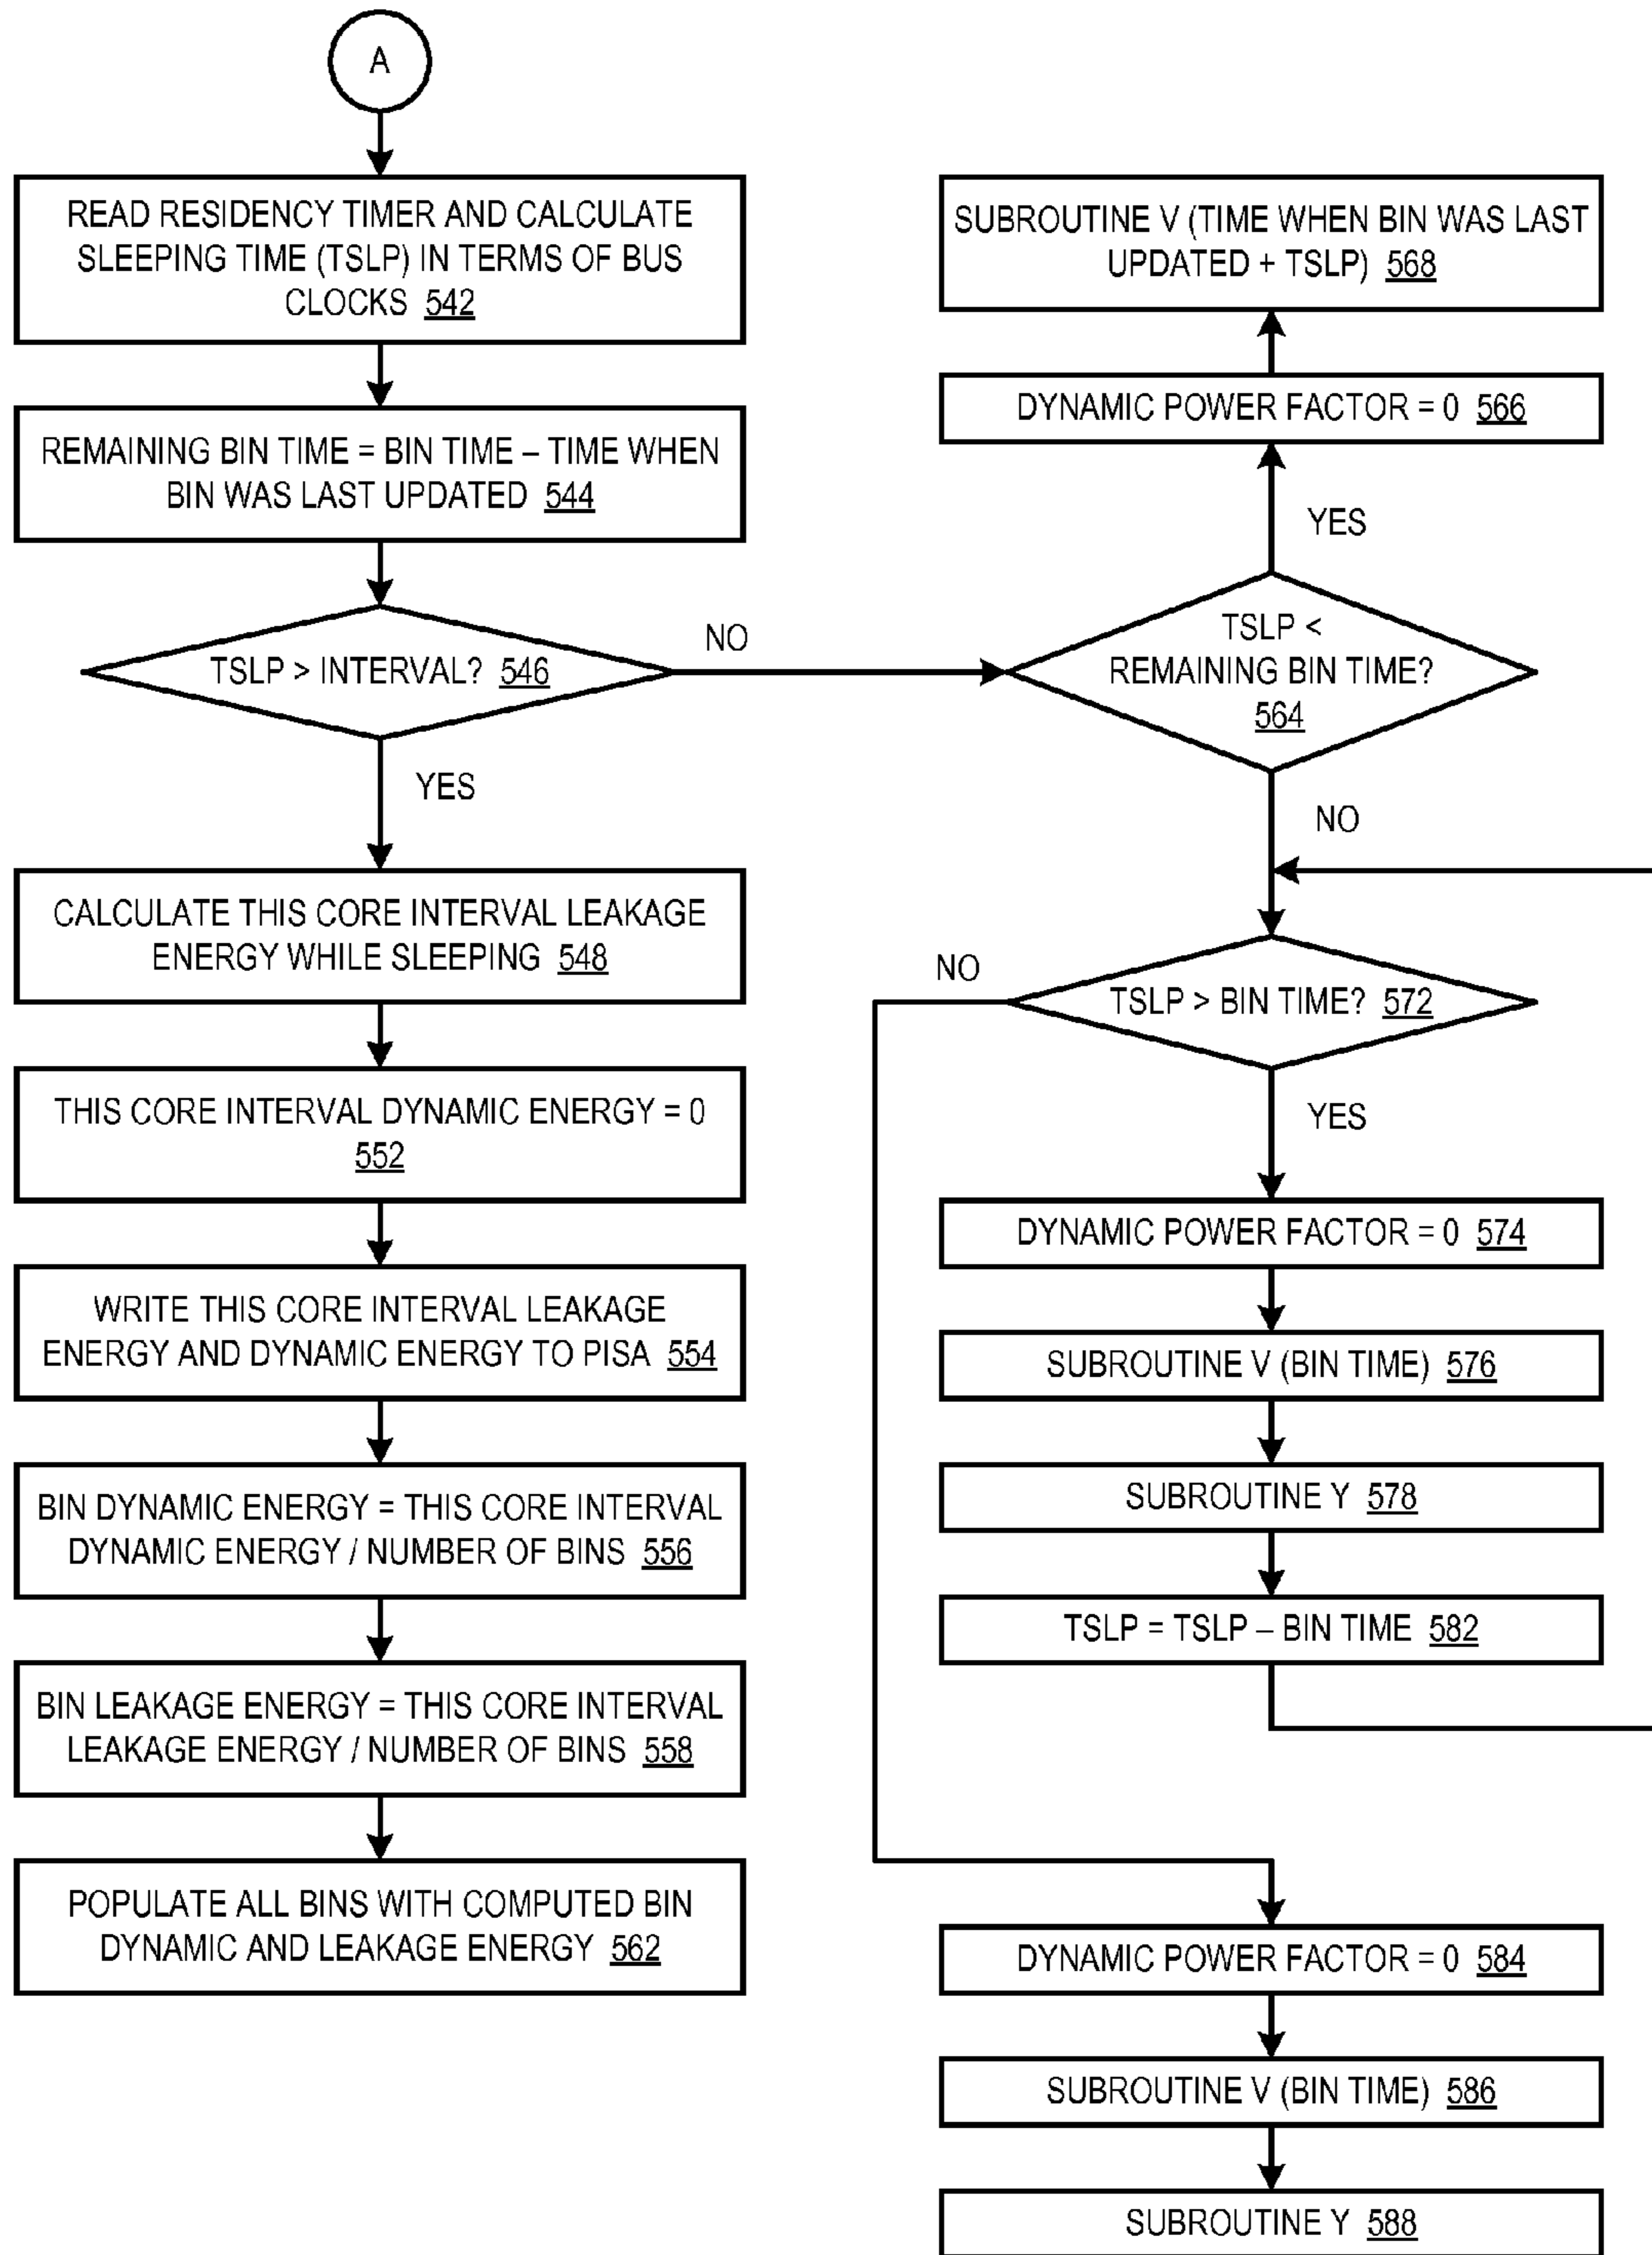 A
READ RESIDENCY TIMER AND CALCULATE
SLEEPING TIME (TSLP) IN TERMS OF BUS
CLOCKS 542
REMAINING BIN TIME = BIN TIME – TIME WHEN
BIN WAS LAST UPDATED 544
TSLP > INTERVAL? 546
NO
YES
CALCULATE THIS CORE INTERVAL LEAKAGE
ENERGY WHILE SLEEPING 548
THIS CORE INTERVAL DYNAMIC ENERGY = 0
552
WRITE THIS CORE INTERVAL LEAKAGE
ENERGY AND DYNAMIC ENERGY TO PISA 554
BIN DYNAMIC ENERGY = THIS CORE INTERVAL
DYNAMIC ENERGY / NUMBER OF BINS 556
BIN LEAKAGE ENERGY = THIS CORE INTERVAL
LEAKAGE ENERGY / NUMBER OF BINS 558
POPULATE ALL BINS WITH COMPUTED BIN
DYNAMIC AND LEAKAGE ENERGY 562
SUBROUTINE V (TIME WHEN BIN WAS LAST
UPDATED + TSLP) 568
DYNAMIC POWER FACTOR = 0 566
YES
TSLP <
REMAINING BIN TIME?
564
NO
NO
TSLP > BIN TIME? 572
YES
DYNAMIC POWER FACTOR = 0 574
SUBROUTINE V (BIN TIME) 576
SUBROUTINE Y 578
TSLP = TSLP – BIN TIME 582
DYNAMIC POWER FACTOR = 0 584
SUBROUTINE V (BIN TIME) 586
SUBROUTINE Y 588